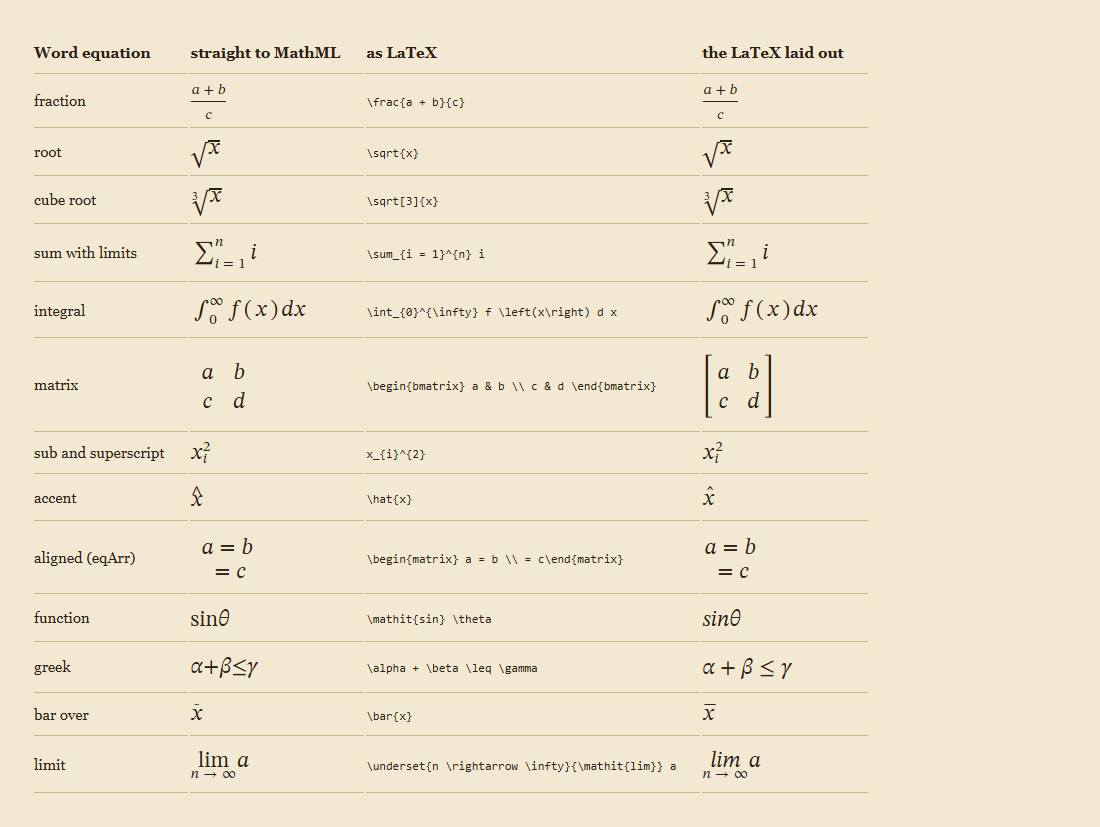 Word equation straight to MathML as LaTeX the LaTeX laid out
fraction a + b / c \frac{a + b}{c} a + b / c
root √x \sqrt{x} √x
cube root ∛x \sqrt[3]{x} ∛x
sum with limits ∑ n i = 1 i \sum_{i = 1}^{n} i ∑ n i = 1 i
integral ∫ ∞ 0 f ( x ) dx \int_{0}^{\infty} f \left(x\right) d x ∫ ∞ 0 f ( x ) dx
matrix a b c d \begin{bmatrix} a & b \\ c & d \end{bmatrix} [ a b c d ]
sub and superscript x 2 i x_{i}^{2} x 2 i
accent x̂ \hat{x} x̂
aligned (eqArr) a = b = c \begin{matrix} a = b \\ = c\end{matrix} a = b = c
function sinθ \mathit{sin} \theta sinθ
greek α+β≤γ \alpha + \beta \leq \gamma α + β ≤ γ
bar over x̄ \bar{x} x̄
limit lim n → ∞ a \underset{n \rightarrow \infty}{\mathit{lim}} a lim n → ∞ a